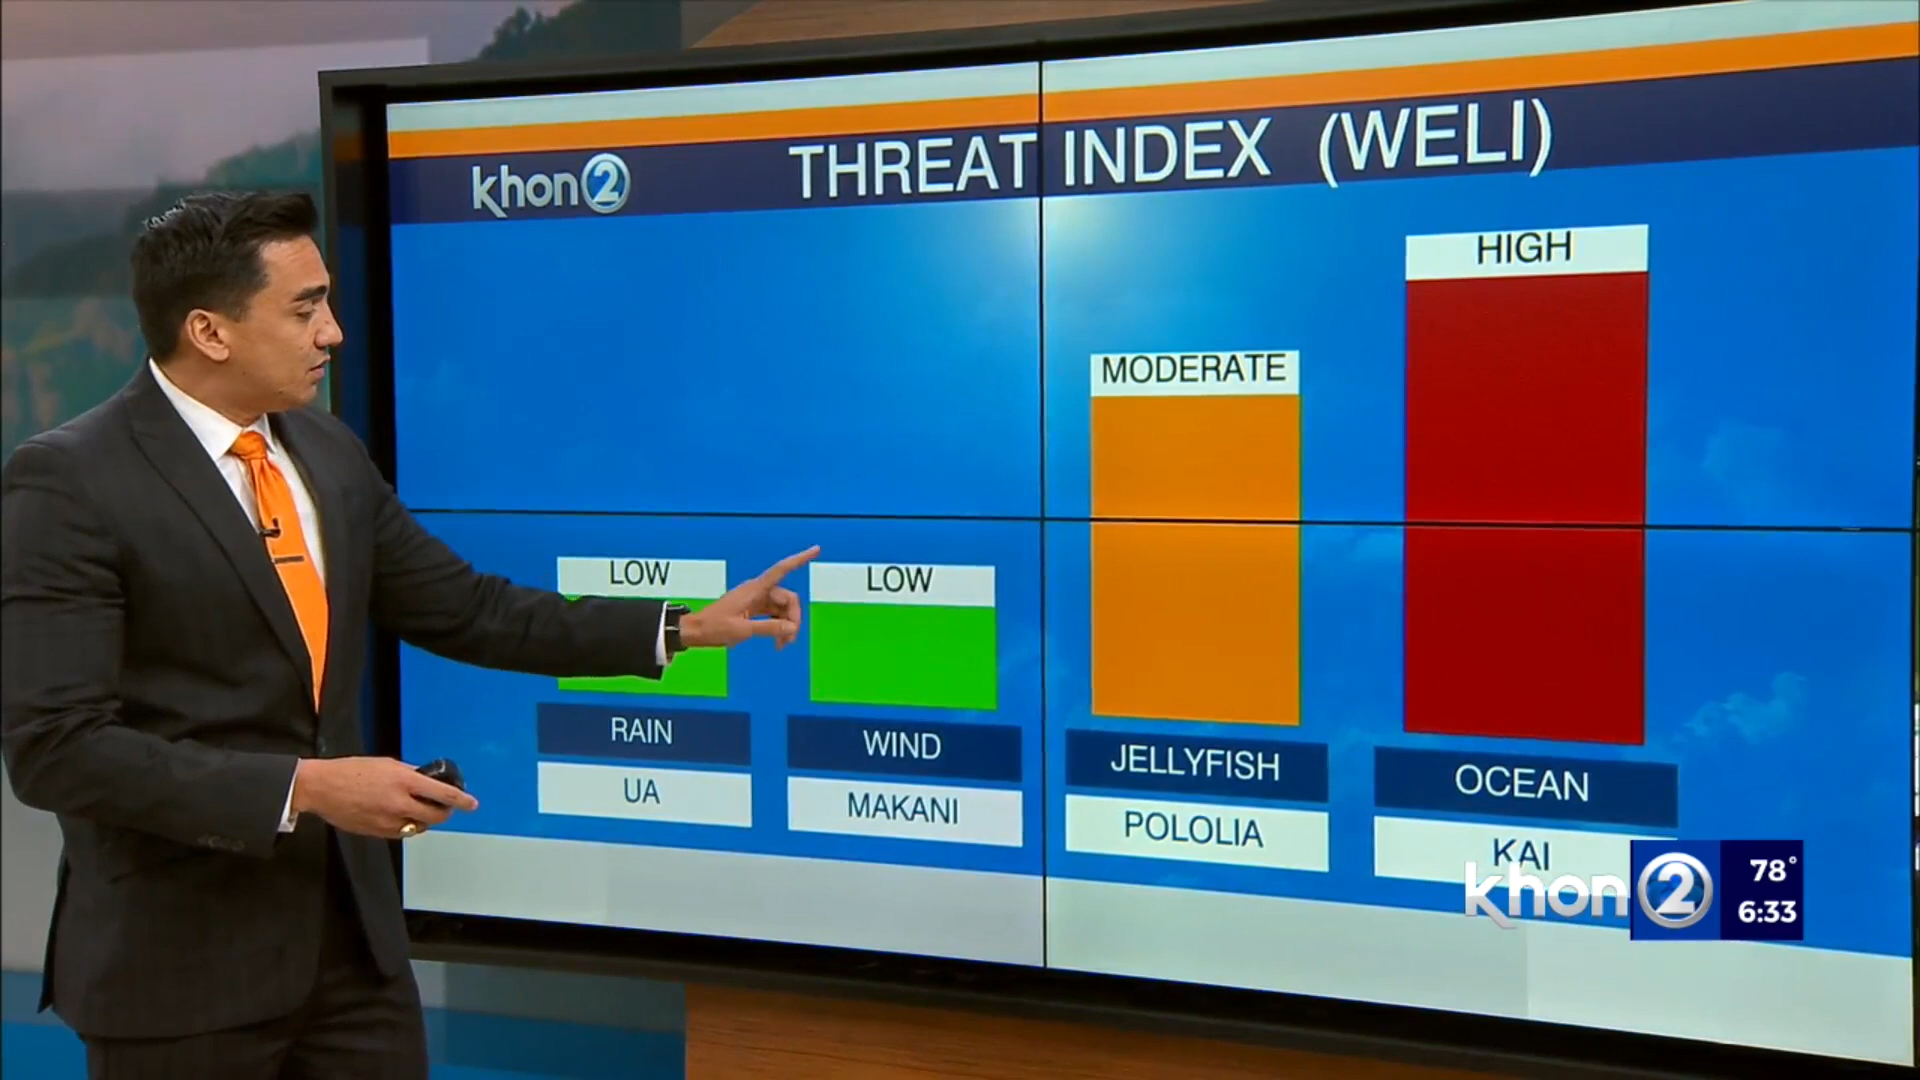 khon2
THREAT INDEX (WELI)
LOW
LOW
MODERATE
HIGH
RAIN
WIND
JELLYFISH
OCEAN
UA
MAKANI
POLOLIA
KAI
khon2
78°
6:33